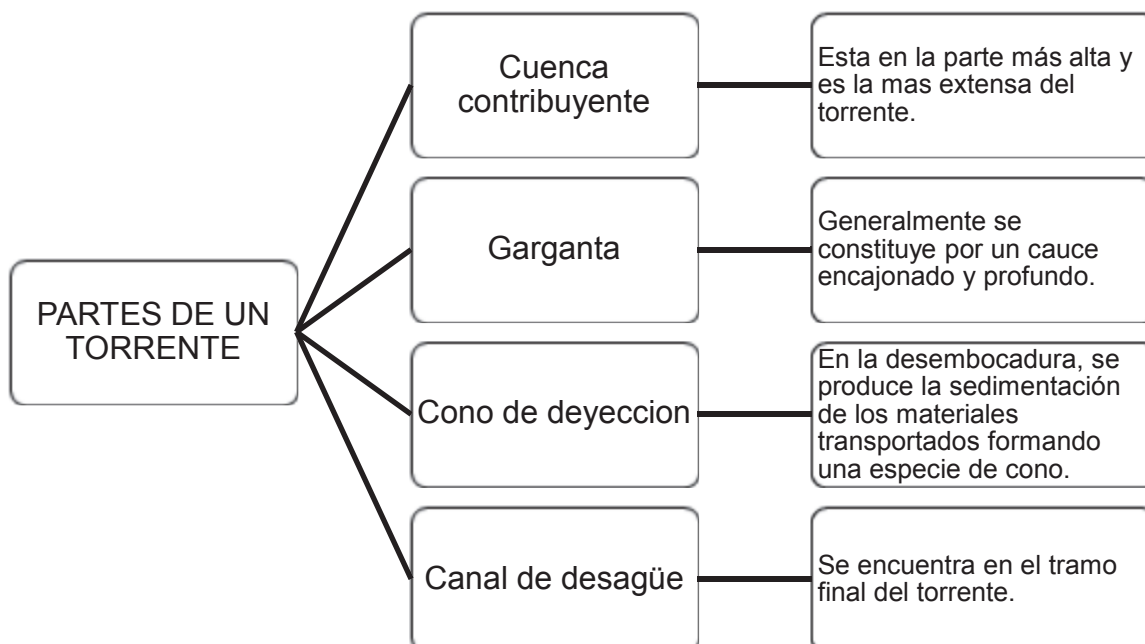 PARTES DE UN
TORRENTE
Cuenca
contribuyente
Esta en la parte más alta y
es la mas extensa del
torrente.
Garganta
Generalmente se
constituye por un cauce
encajonado y profundo.
Cono de deyeccion
En la desembocadura, se
produce la sedimentación
de los materiales
transportados formando
una especie de cono.
Canal de desagüe
Se encuentra en el tramo
final del torrente.